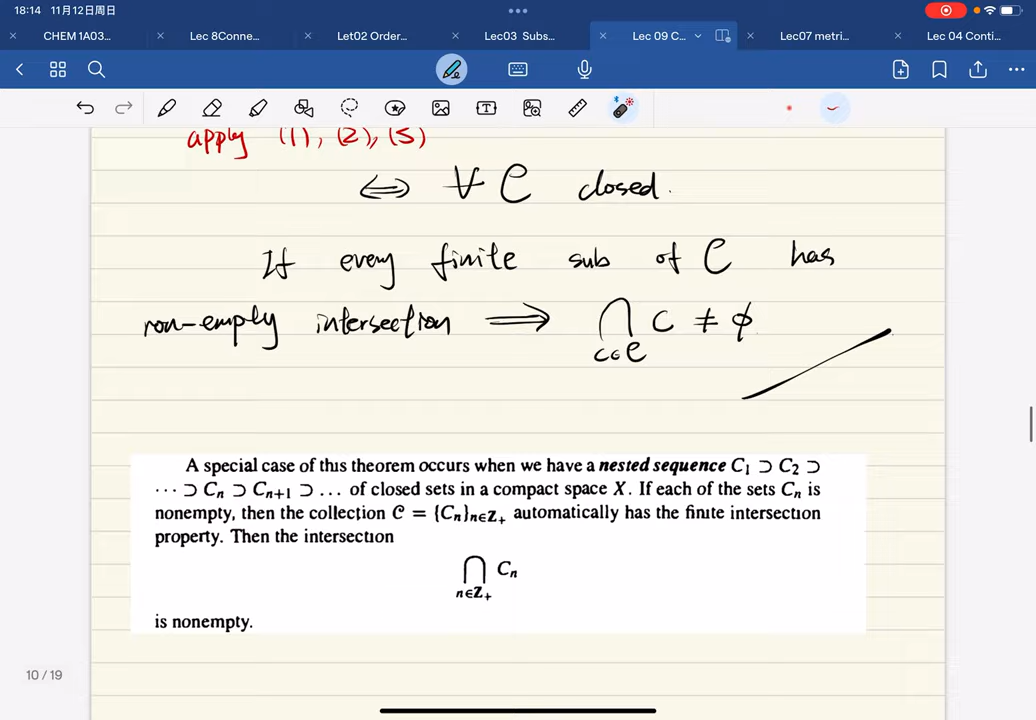 18:14 11月12日周日
CHEM 1A03...
Lec 8Conne...
Let02 Order...
Lec03 Subs...
Lec 09 C...
Lec07 metri...
Lec 04 Conti...
apply (1), (2), (3)
⟺ ∀ C closed.
If every finite sub of C has
non-empty intersection ⟹ ⋂ C ≠ ϕ
C∈C
A special case of this theorem occurs when we have a nested sequence C₁ ⊃ C₂ ⊃
⋯ ⊃ Cₙ ⊃ Cₙ₊₁ ⊃ ... of closed sets in a compact space X. If each of the sets Cₙ is
nonempty, then the collection 𝒞 = {Cₙ}ₙ∈Z₊ automatically has the finite intersection
property. Then the intersection
⋂ Cₙ
n∈Z₊
is nonempty.
10 / 19